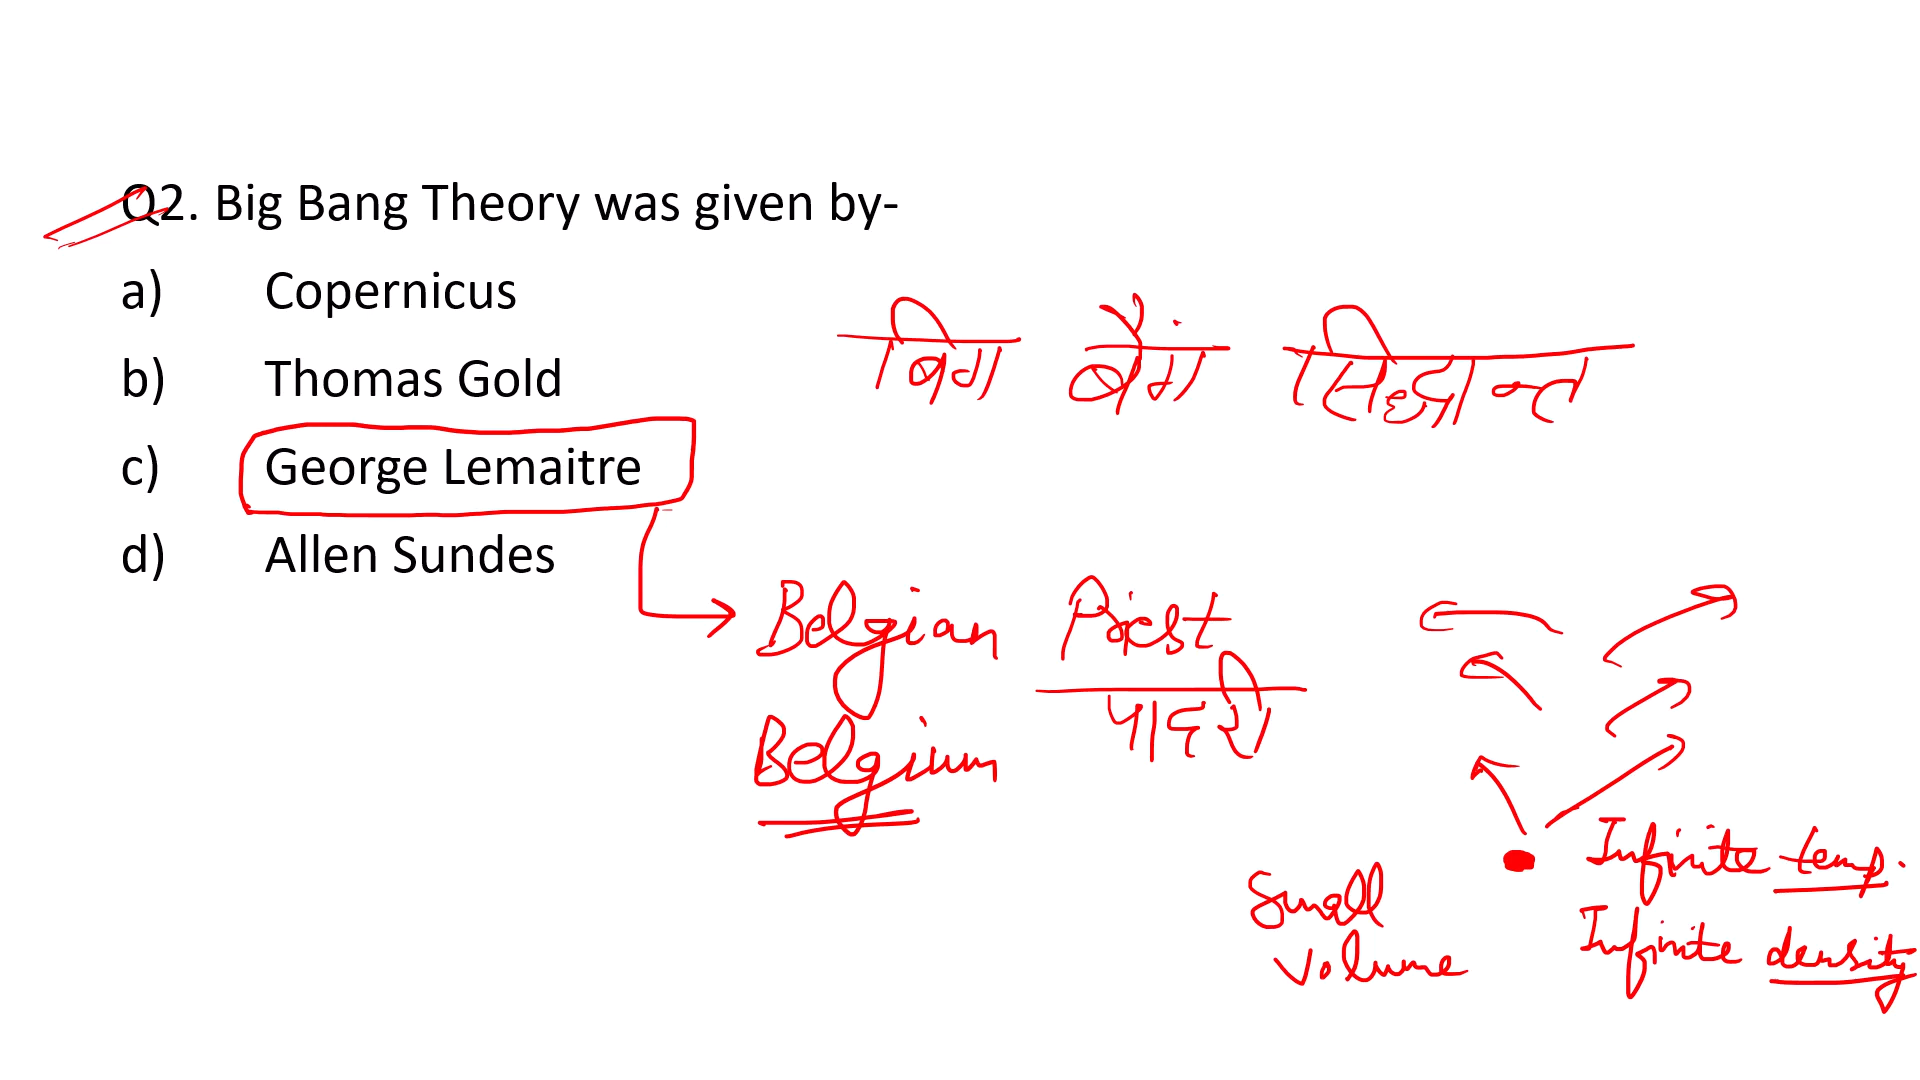 Q2. Big Bang Theory was given by-
a) Copernicus
b) Thomas Gold
c) George Lemaitre
d) Allen Sundes
बिग बैंग सिद्धान्त
Belgian Priest
पादरी
Belgium
Small
volume
Infinite temp.
Infinite density